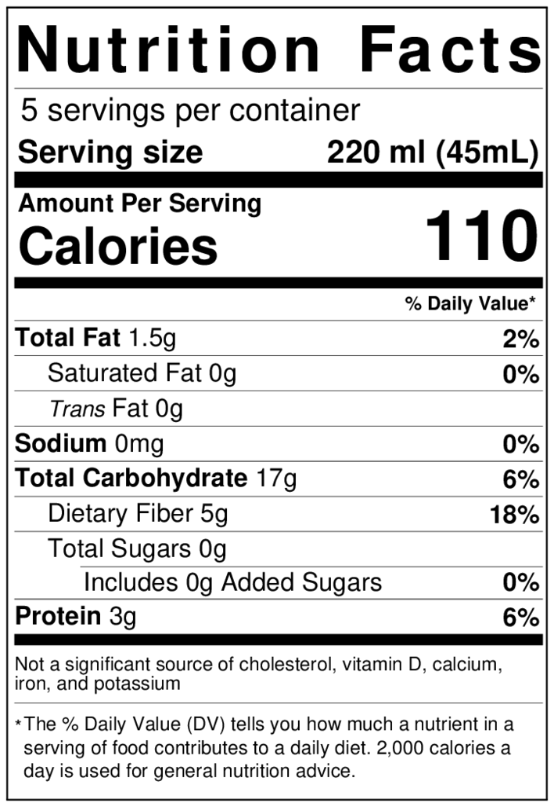 Nutrition Facts
5 servings per container
Serving size 220 ml (45mL)
Amount Per Serving
Calories 110
% Daily Value*
Total Fat 1.5g 2%
Saturated Fat 0g 0%
Trans Fat 0g
Sodium 0mg 0%
Total Carbohydrate 17g 6%
Dietary Fiber 5g 18%
Total Sugars 0g
Includes 0g Added Sugars 0%
Protein 3g 6%
Not a significant source of cholesterol, vitamin D, calcium,
iron, and potassium
*The % Daily Value (DV) tells you how much a nutrient in a
serving of food contributes to a daily diet. 2,000 calories a
day is used for general nutrition advice.